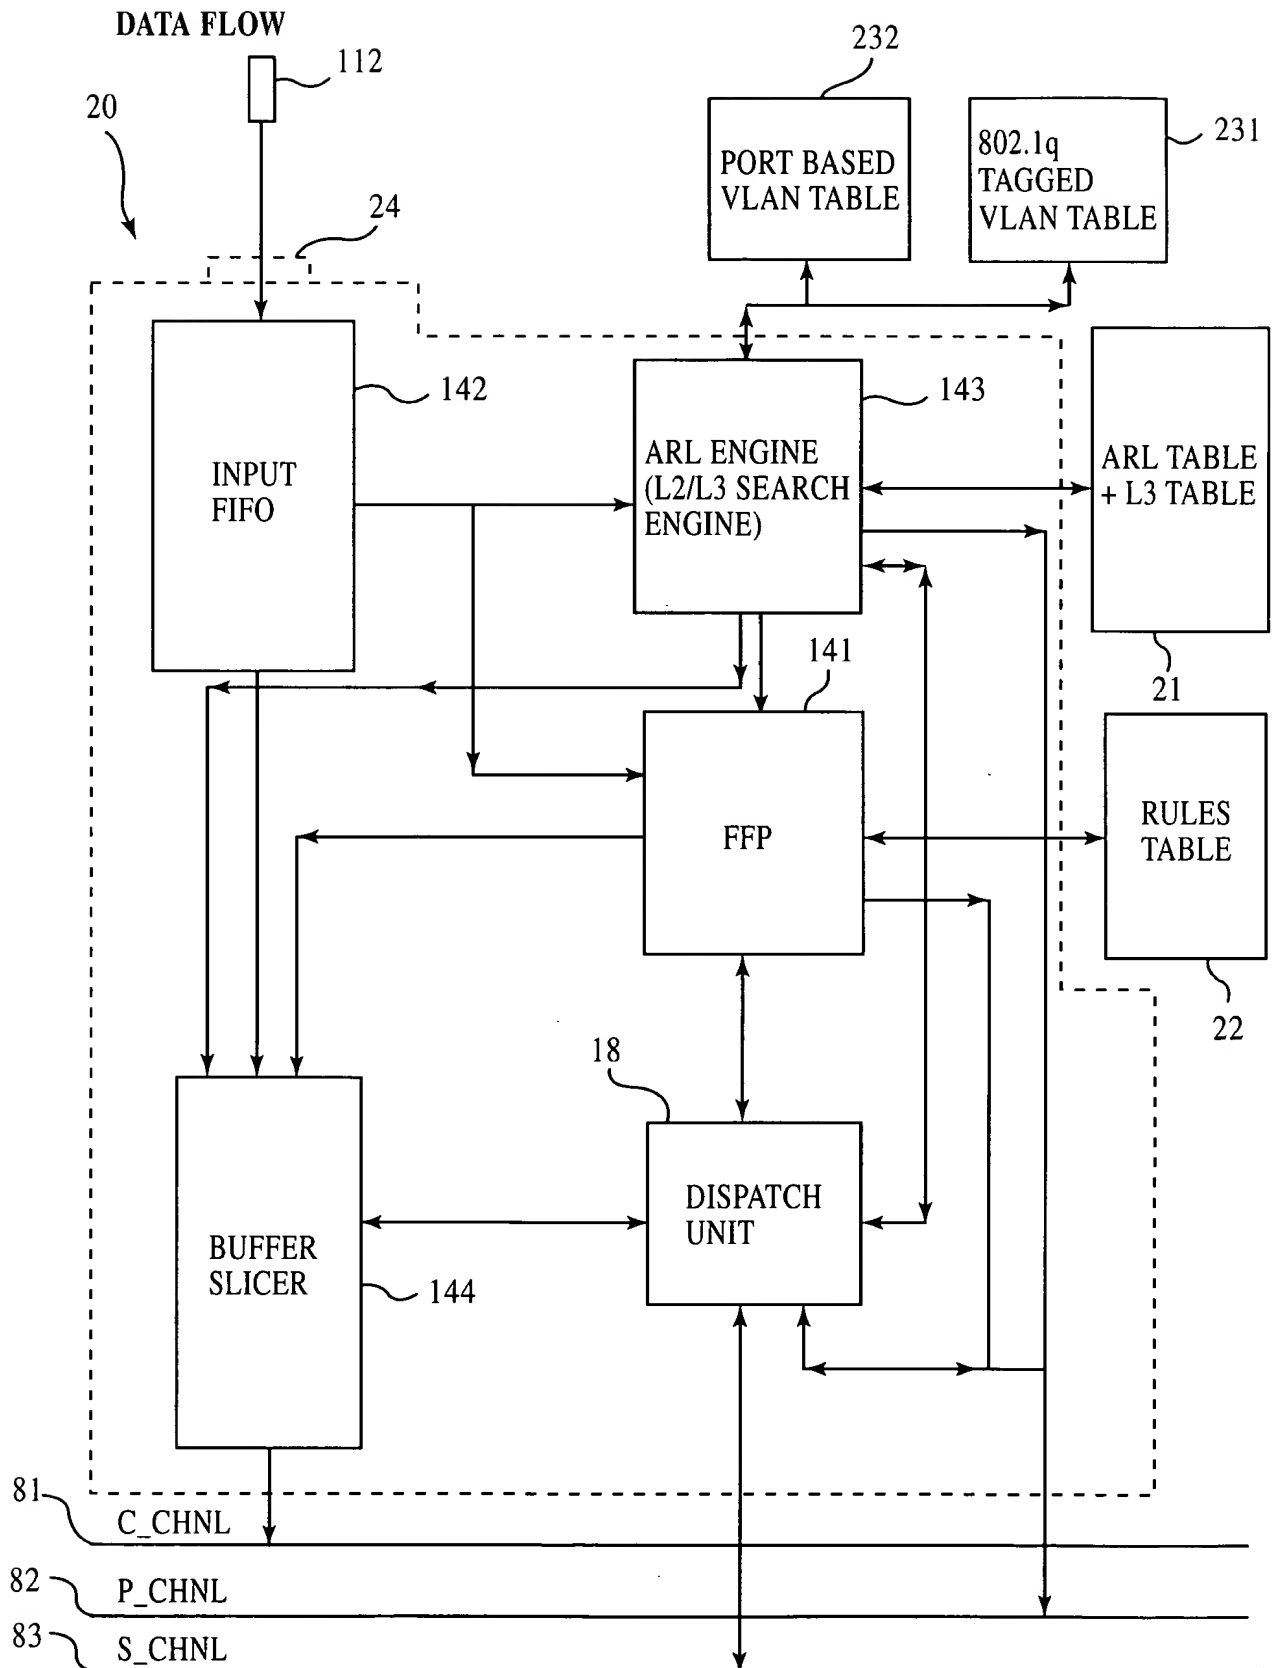 DATA FLOW
112
232
20
231
PORT BASED
VLAN TABLE
802.1q
TAGGED
VLAN TABLE
24
142
143
INPUT
FIFO
ARL ENGINE
(L2/L3 SEARCH
ENGINE)
ARL TABLE
+ L3 TABLE
141
21
FFP
RULES
TABLE
22
18
DISPATCH
UNIT
BUFFER
SLICER
144
81
C_CHNL
82
P_CHNL
83
S_CHNL